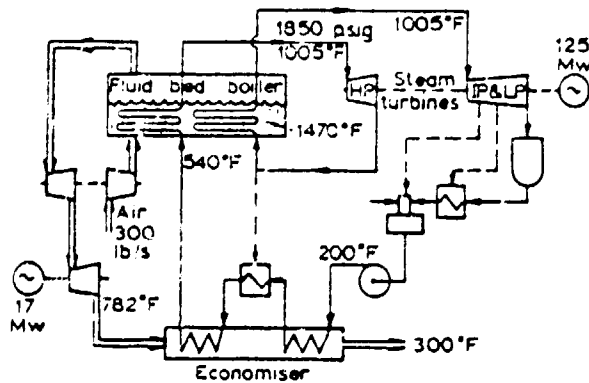 1850 psig
1005°F
1005°F
125
Mw
Fluid bed boiler
HP
Steam
turbines
IP&LP
1470°F
540°F
Air
300
lb/s
200°F
17
Mw
782°F
300°F
Economiser